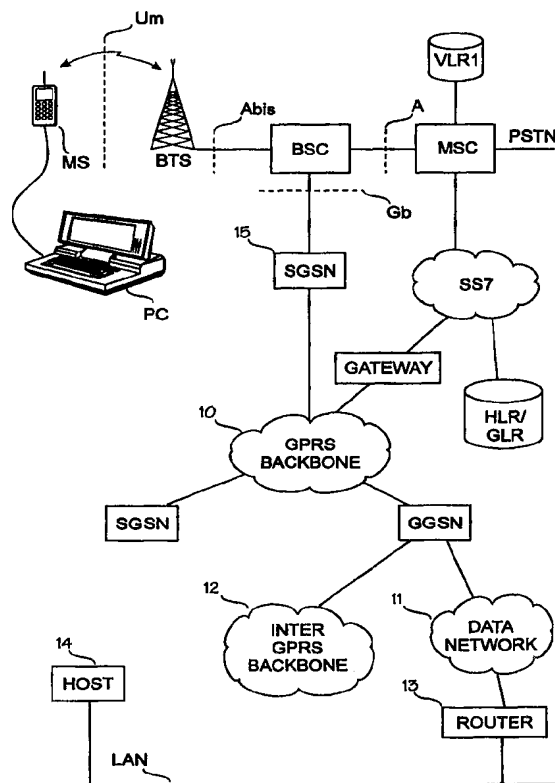 Um
VLR1
Abis
A
MS
BTS
BSC
MSC
PSTN
Gb
15
SGSN
SS7
PC
GATEWAY
HLR/
GLR
10
GPRS
BACKBONE
SGSN
GGSN
12
INTER
GPRS
BACKBONE
11
DATA
NETWORK
14
HOST
13
ROUTER
LAN